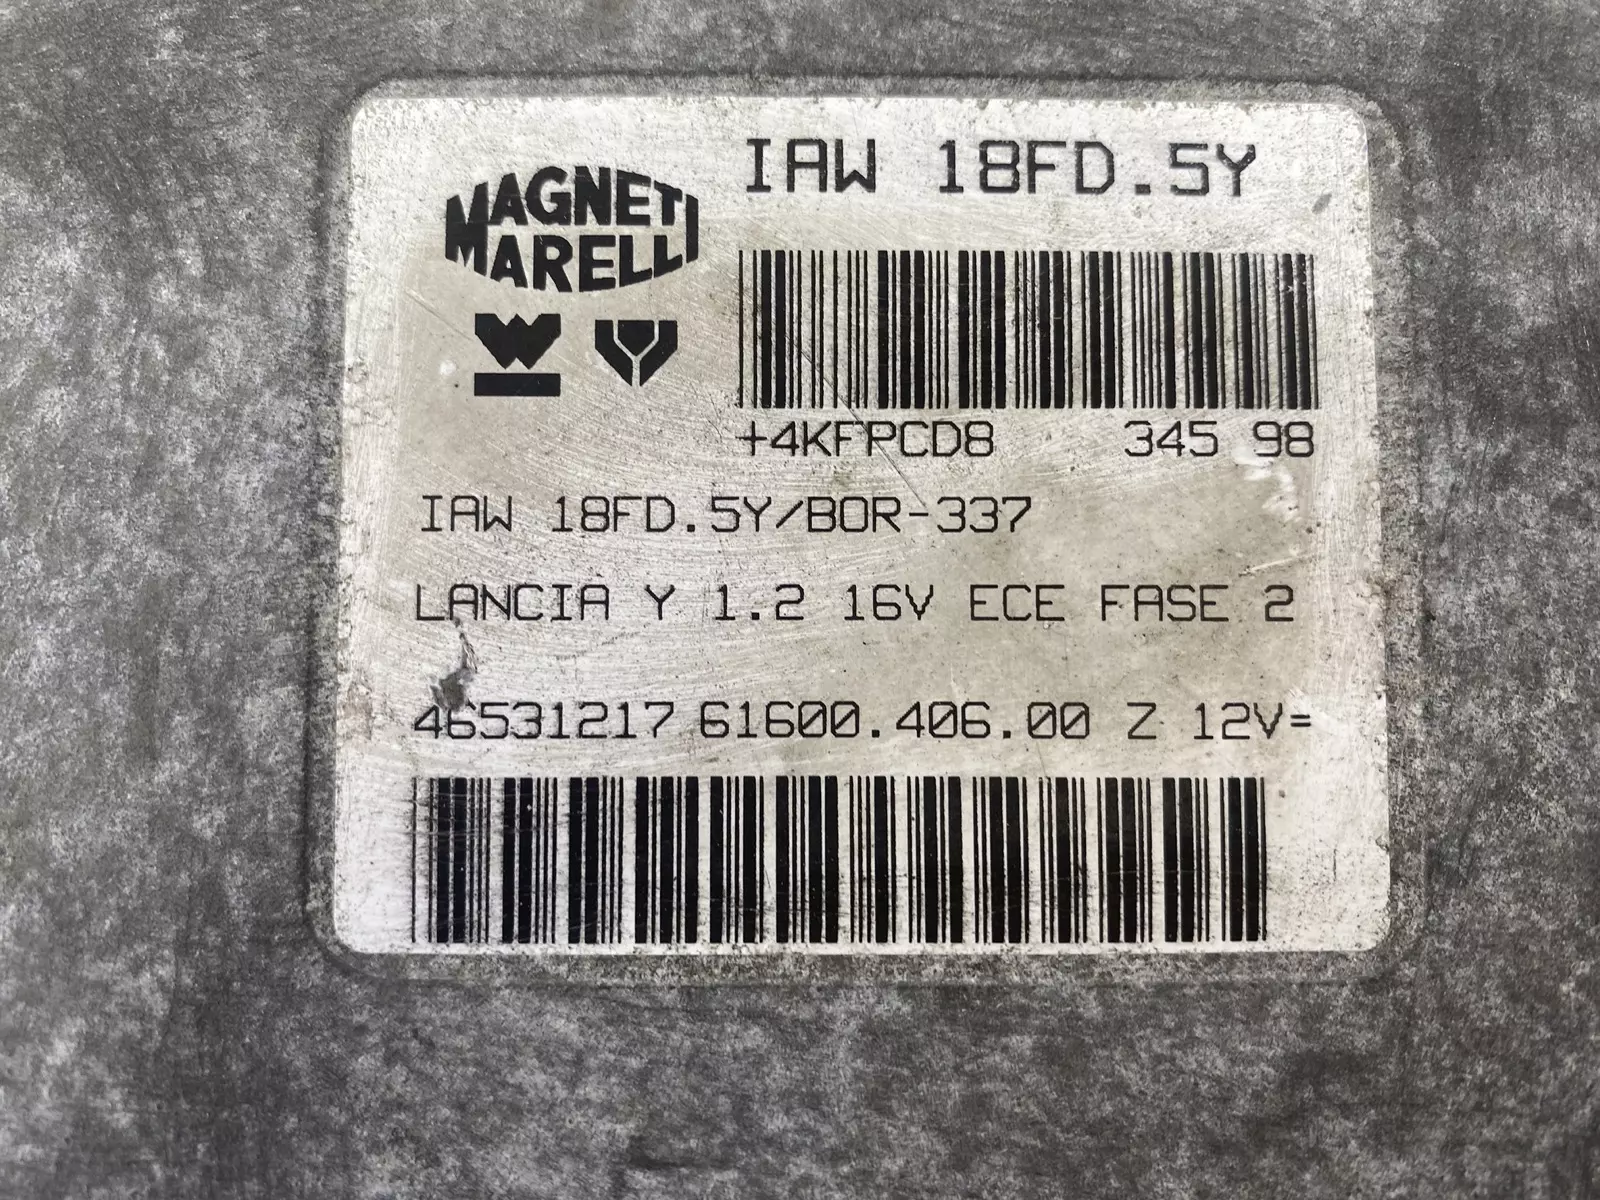 MAGNETI
MARELLI
IAW 18FD.5Y
+4KFPCD8 345 98
IAW 18FD.5Y/BOR-337
LANCIA Y 1.2 16V ECE FASE 2
46531217 61600.406.00 Z 12V=